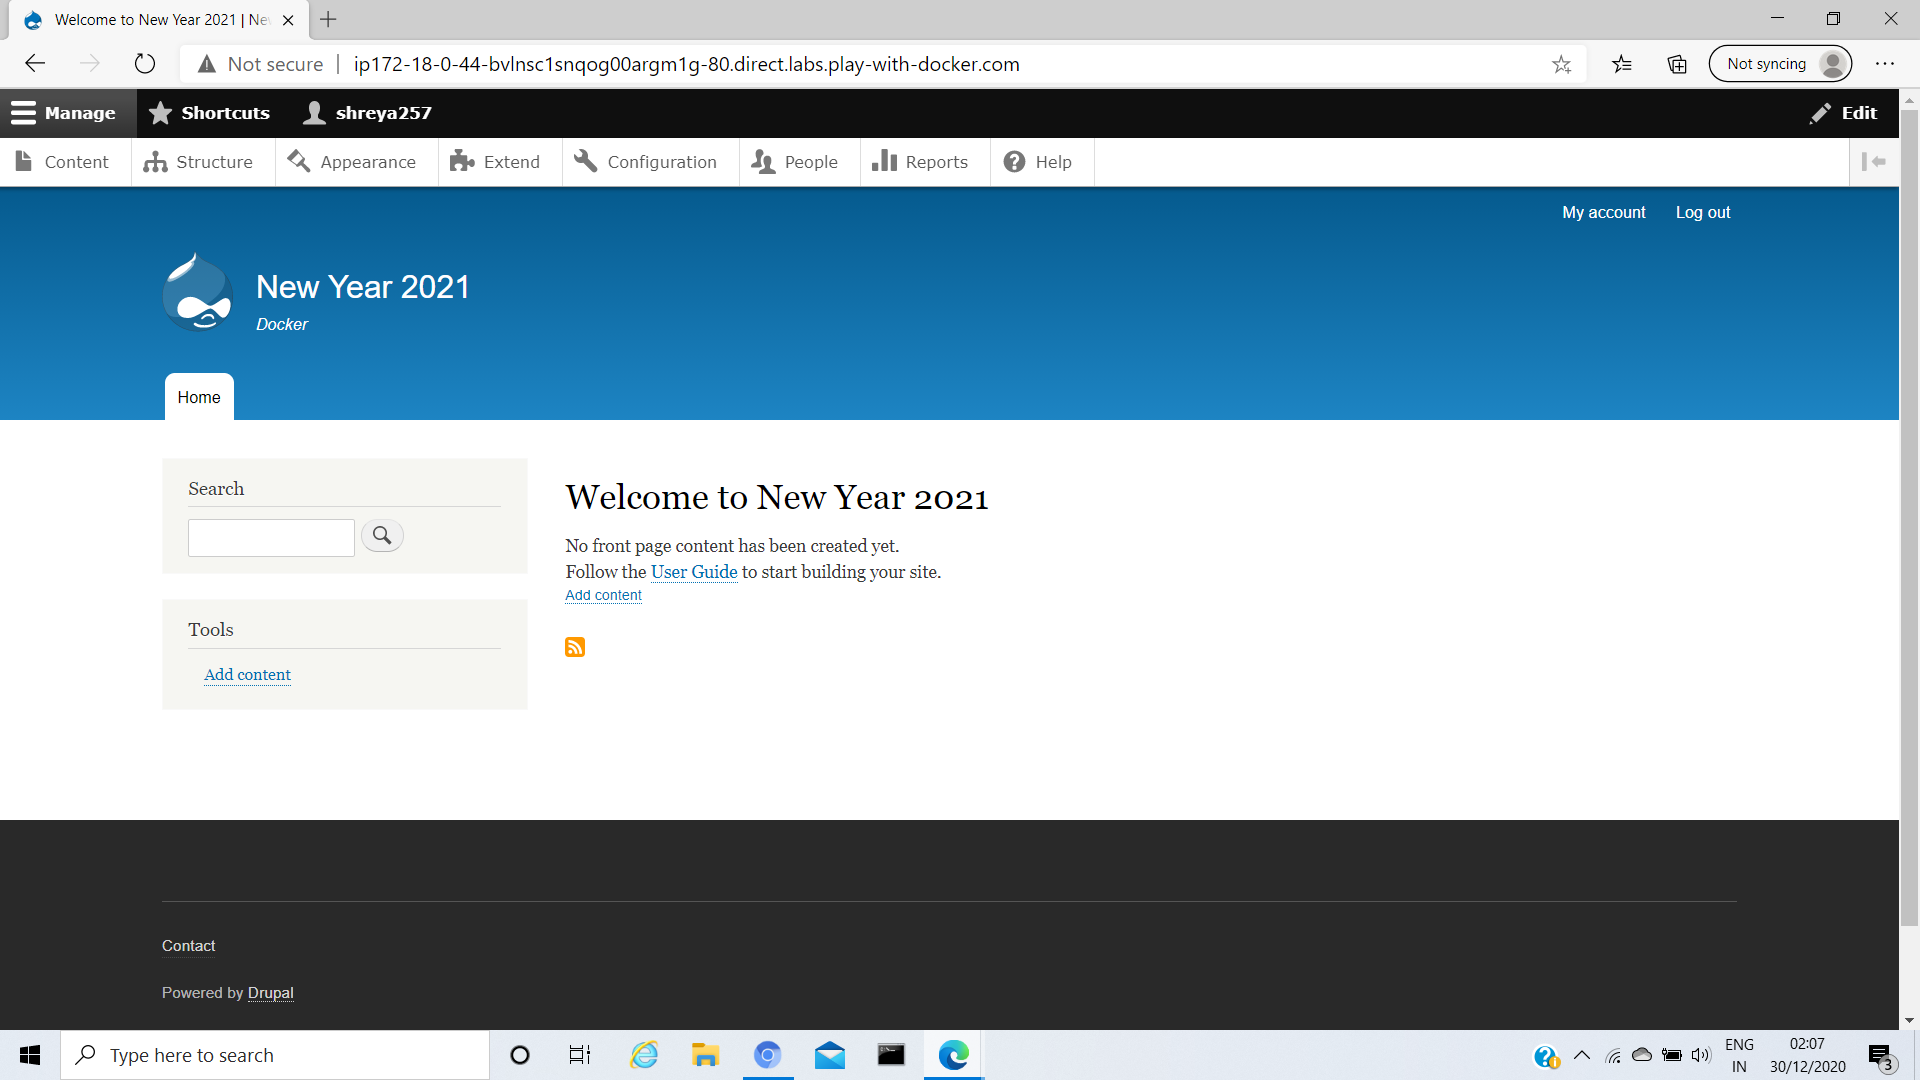 Welcome to New Year 2021 | Ne
Not secure | ip172-18-0-44-bvlnsc1snqog00argm1g-80.direct.labs.play-with-docker.com
Not syncing
Manage
Shortcuts
shreya257
Edit
Content
Structure
Appearance
Extend
Configuration
People
Reports
Help
My account
Log out
New Year 2021
Docker
Home
Search
Welcome to New Year 2021
No front page content has been created yet.
Follow the User Guide to start building your site.
Add content
Tools
Add content
Contact
Powered by Drupal
Type here to search
ENG
IN
02:07
30/12/2020
3